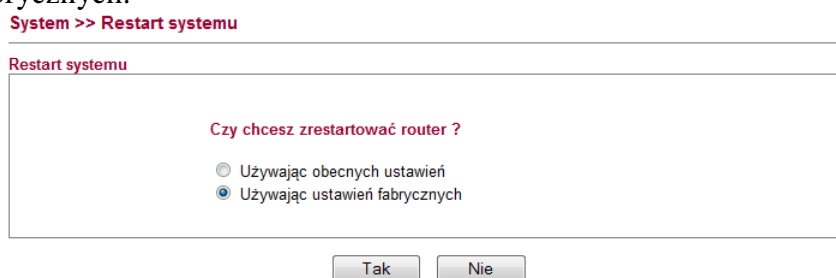 System >> Restart systemu
Restart systemu
Czy chcesz zrestartować router ?
Używając obecnych ustawień
Używając ustawień fabrycznych
Tak Nie